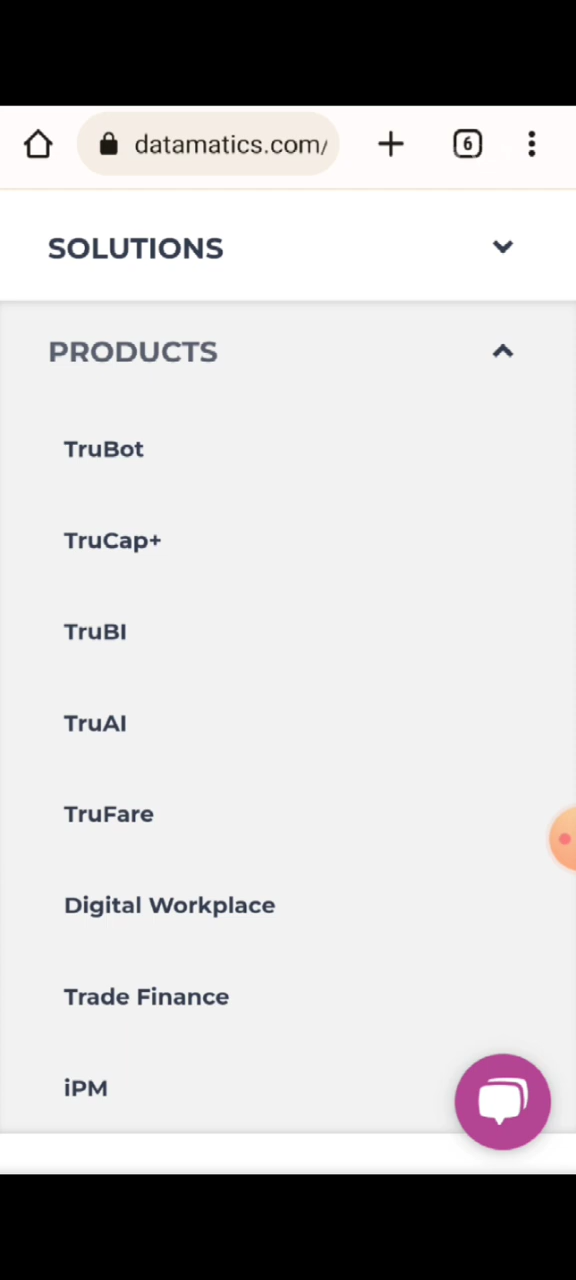 datamatics.com/
6
SOLUTIONS
PRODUCTS
TruBot
TruCap+
TruBI
TruAI
TruFare
Digital Workplace
Trade Finance
iPM